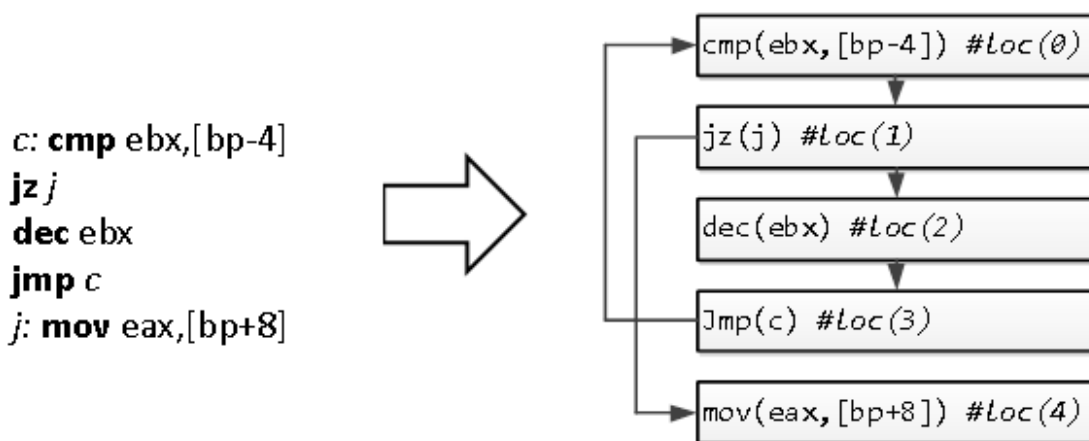 c: cmp ebx,[bp-4]
jz j
dec ebx
jmp c
j: mov eax,[bp+8]
cmp(ebx,[bp-4]) #loc(0)
jz(j) #loc(1)
dec(ebx) #loc(2)
Jmp(c) #loc(3)
mov(eax,[bp+8]) #loc(4)